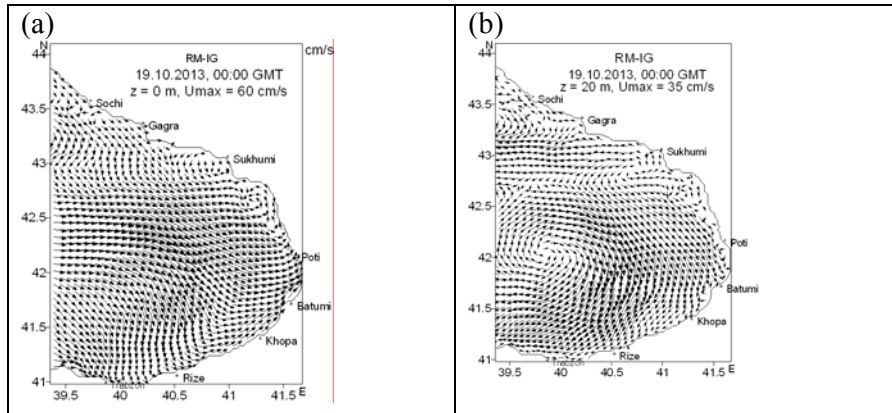 (a)
N
44
43.5
43
42.5
42
41.5
41
39.5 40 40.5 41 41.5 E
RM-IG
19.10.2013, 00:00 GMT
z = 0 m, Umax = 60 cm/s
cm/s
Sochi
Gagra
Sukhumi
Poti
Batumi
Khopa
Rize
Trabzon
(b)
N
44
43.5
43
42.5
42
41.5
41
39.5 40 40.5 41 41.5
E
RM-IG
19.10.2013, 00:00 GMT
z = 20 m, Umax = 35 cm/s
Sochi
Gagra
Sukhumi
Poti
Batumi
Khopa
Rize
Trabzon